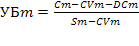 УБm = (Cm−CVm−DCm)/(Sm−CVm)